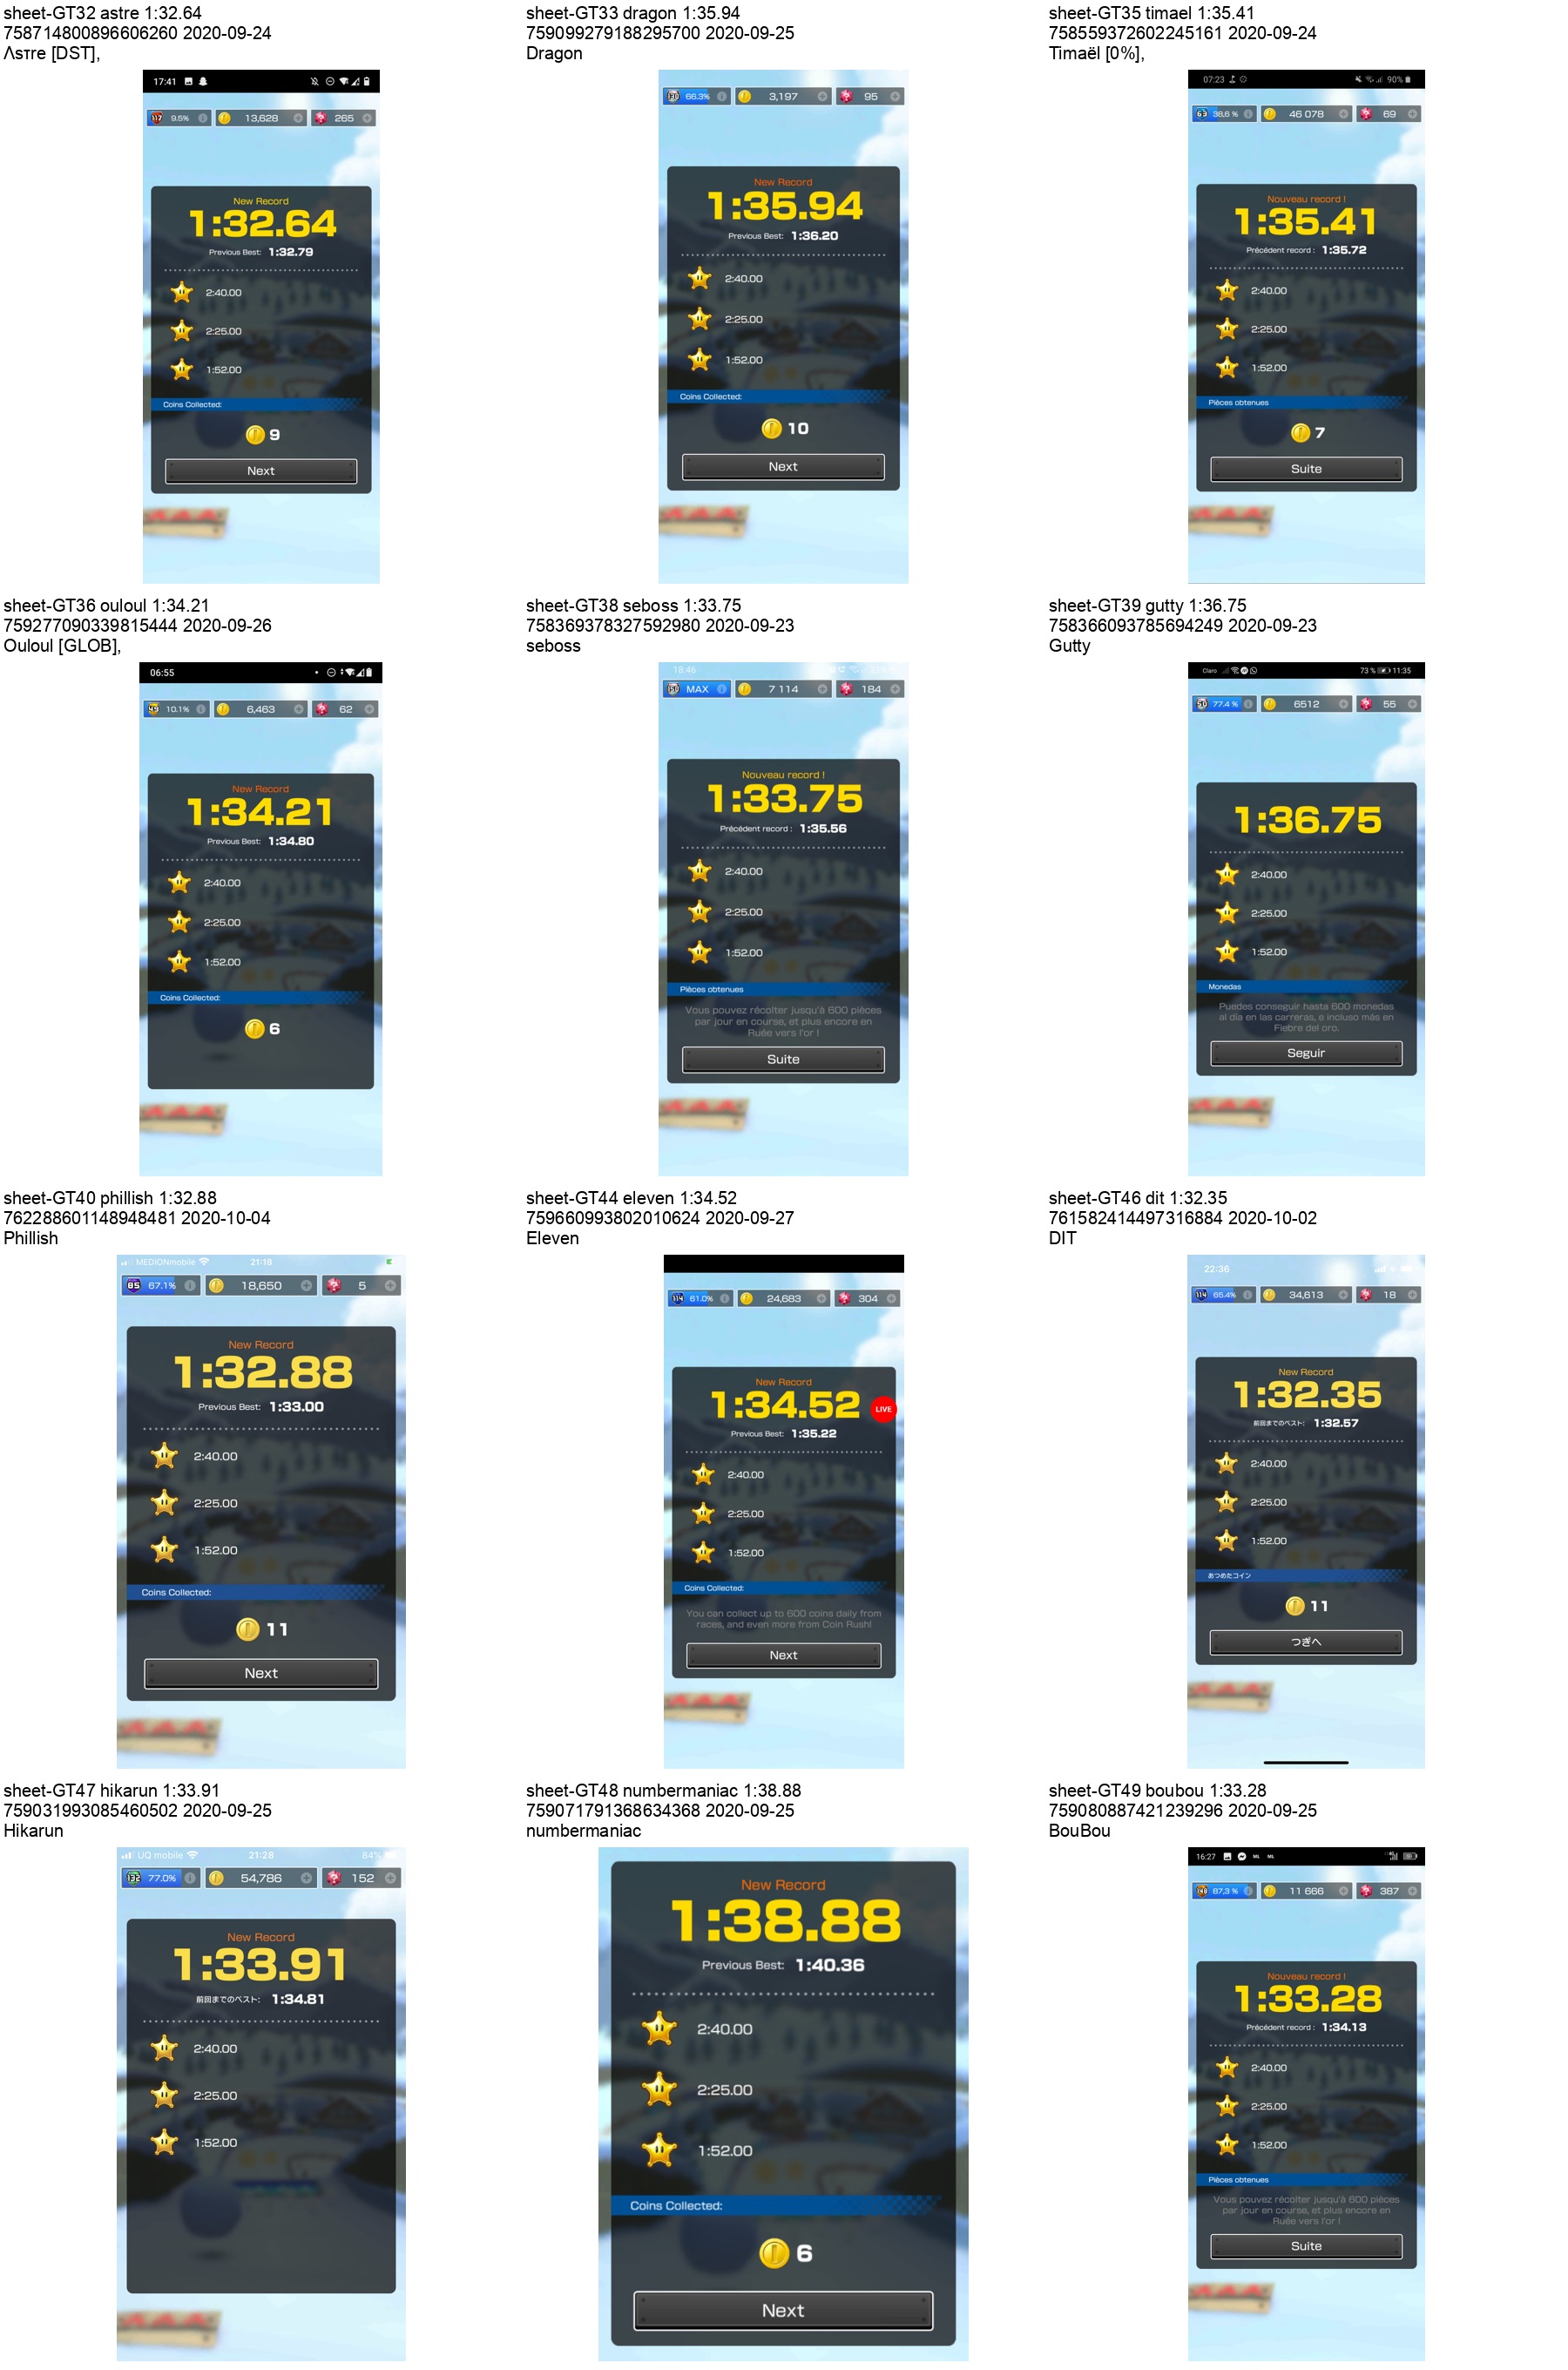 sheet-GT32 astre 1:32.64
758714800896606260 2020-09-24
Λsтre [DST],
17:41
117 9.5% 13,628 265
New Record
1:32.64
Previous Best: 1:32.79
2:40.00
2:25.00
1:52.00
Coins Collected:
9
Next
sheet-GT33 dragon 1:35.94
759099279188295700 2020-09-25
Dragon
66.3% 3,197 95
New Record
1:35.94
Previous Best: 1:36.20
2:40.00
2:25.00
1:52.00
Coins Collected:
10
Next
sheet-GT35 timael 1:35.41
758559372602245161 2020-09-24
Timaël [0%],
07:23 90%
63 38,6 % 46 078 69
Nouveau record !
1:35.41
Précédent record : 1:35.72
2:40.00
2:25.00
1:52.00
Pièces obtenues
7
Suite
sheet-GT36 ouloul 1:34.21
759277090339815444 2020-09-26
Ouloul [GLOB],
06:55
10.1% 6,463 62
New Record
1:34.21
Previous Best: 1:34.80
2:40.00
2:25.00
1:52.00
Coins Collected:
6
sheet-GT38 seboss 1:33.75
758369378327592980 2020-09-23
seboss
18:46
MAX 7 114 184
Nouveau record !
1:33.75
Précédent record : 1:35.56
2:40.00
2:25.00
1:52.00
Pièces obtenues
Vous pouvez récolter jusqu'à 600 pièces
par jour en course, et plus encore en
Ruée vers l'or !
Suite
sheet-GT39 gutty 1:36.75
758366093785694249 2020-09-23
Gutty
Claro 73 % 11:35
77.4 % 6512 55
1:36.75
2:40.00
2:25.00
1:52.00
Monedas
Puedes conseguir hasta 600 monedas
al día en las carreras, e incluso más en
Fiebre del oro.
Seguir
sheet-GT40 phillish 1:32.88
762288601148948481 2020-10-04
Phillish
MEDIONmobile 21:18
85 67.1% 18,650 5
New Record
1:32.88
Previous Best: 1:33.00
2:40.00
2:25.00
1:52.00
Coins Collected:
11
Next
sheet-GT44 eleven 1:34.52
759660993802010624 2020-09-27
Eleven
114 61.0% 24,683 304
New Record
1:34.52
LIVE
Previous Best: 1:35.22
2:40.00
2:25.00
1:52.00
Coins Collected:
You can collect up to 600 coins daily from
races, and even more from Coin Rush!
Next
sheet-GT46 dit 1:32.35
761582414497316884 2020-10-02
DIT
22:36
114 65.4% 34,613 18
New Record
1:32.35
前回までのベスト: 1:32.57
2:40.00
2:25.00
1:52.00
あつめたコイン
11
つぎへ
sheet-GT47 hikarun 1:33.91
759031993085460502 2020-09-25
Hikarun
UQ mobile 21:28 84%
132 77.0% 54,786 152
New Record
1:33.91
前回までのベスト: 1:34.81
2:40.00
2:25.00
1:52.00
sheet-GT48 numbermaniac 1:38.88
759071791368634368 2020-09-25
numbermaniac
New Record
1:38.88
Previous Best: 1:40.36
2:40.00
2:25.00
1:52.00
Coins Collected:
6
Next
sheet-GT49 boubou 1:33.28
759080887421239296 2020-09-25
BouBou
16:27
87,3 % 11 666 387
Nouveau record !
1:33.28
Précédent record : 1:34.13
2:40.00
2:25.00
1:52.00
Pièces obtenues
Vous pouvez récolter jusqu'à 600 pièces
par jour en course, et plus encore en
Ruée vers l'or !
Suite